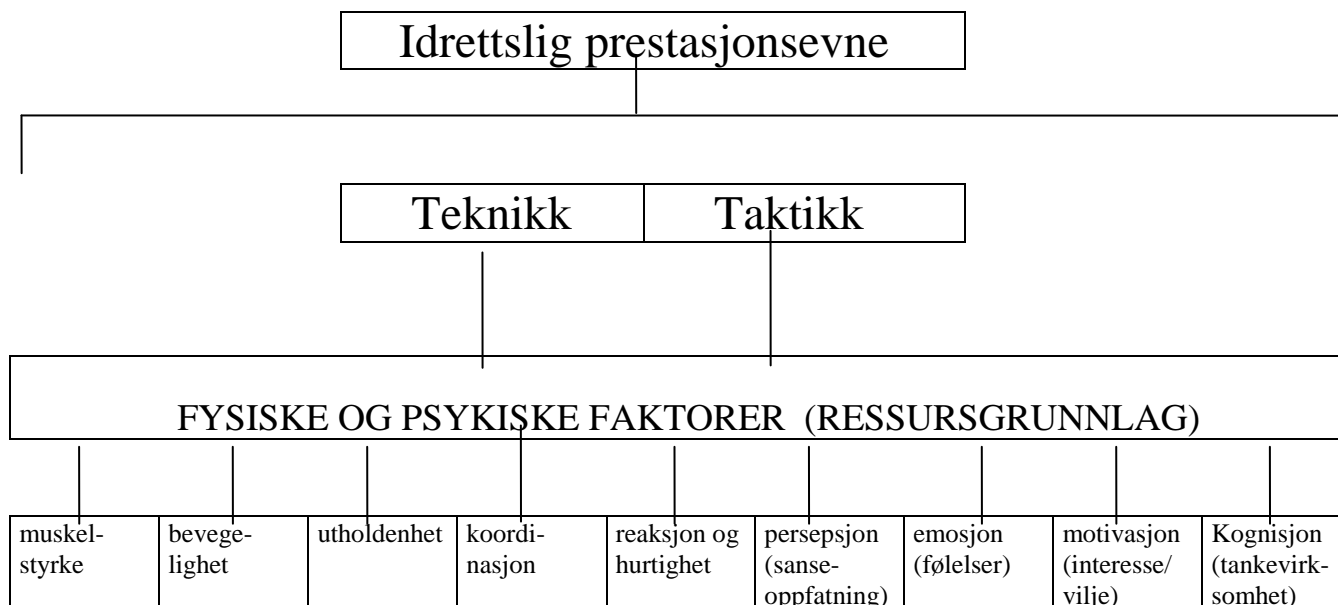 Idrettslig prestasjonsevne
Teknikk Taktikk
FYSISKE OG PSYKISKE FAKTORER (RESSURSGRUNNLAG)
muskel-
styrke
bevege-
lighet
utholdenhet
koordi-
nasjon
reaksjon og
hurtighet
persepsjon
(sanse-
oppfatning)
emosjon
(følelser)
motivasjon
(interesse/
vilje)
Kognisjon
(tankevirk-
somhet)